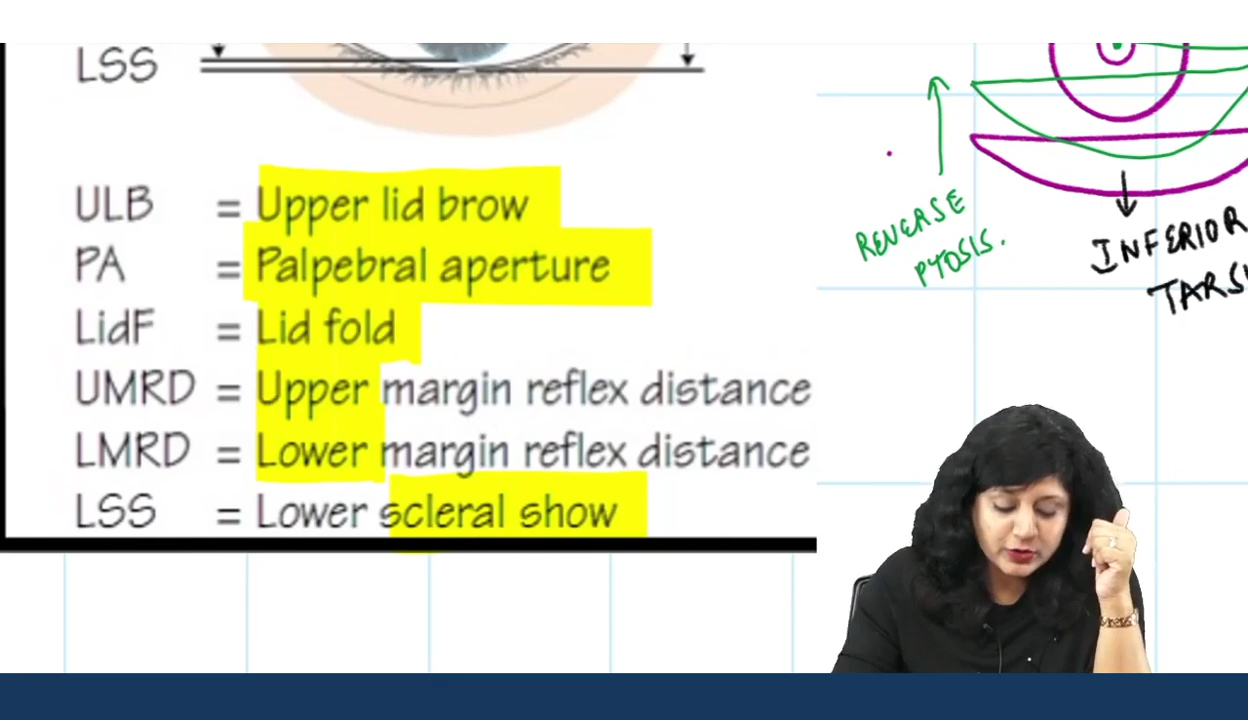 LSS
ULB = Upper lid brow
PA = Palpebral aperture
LidF = Lid fold
UMRD = Upper margin reflex distance
LMRD = Lower margin reflex distance
LSS = Lower scleral show
REVERSE
PTOSIS.
INFERIOR